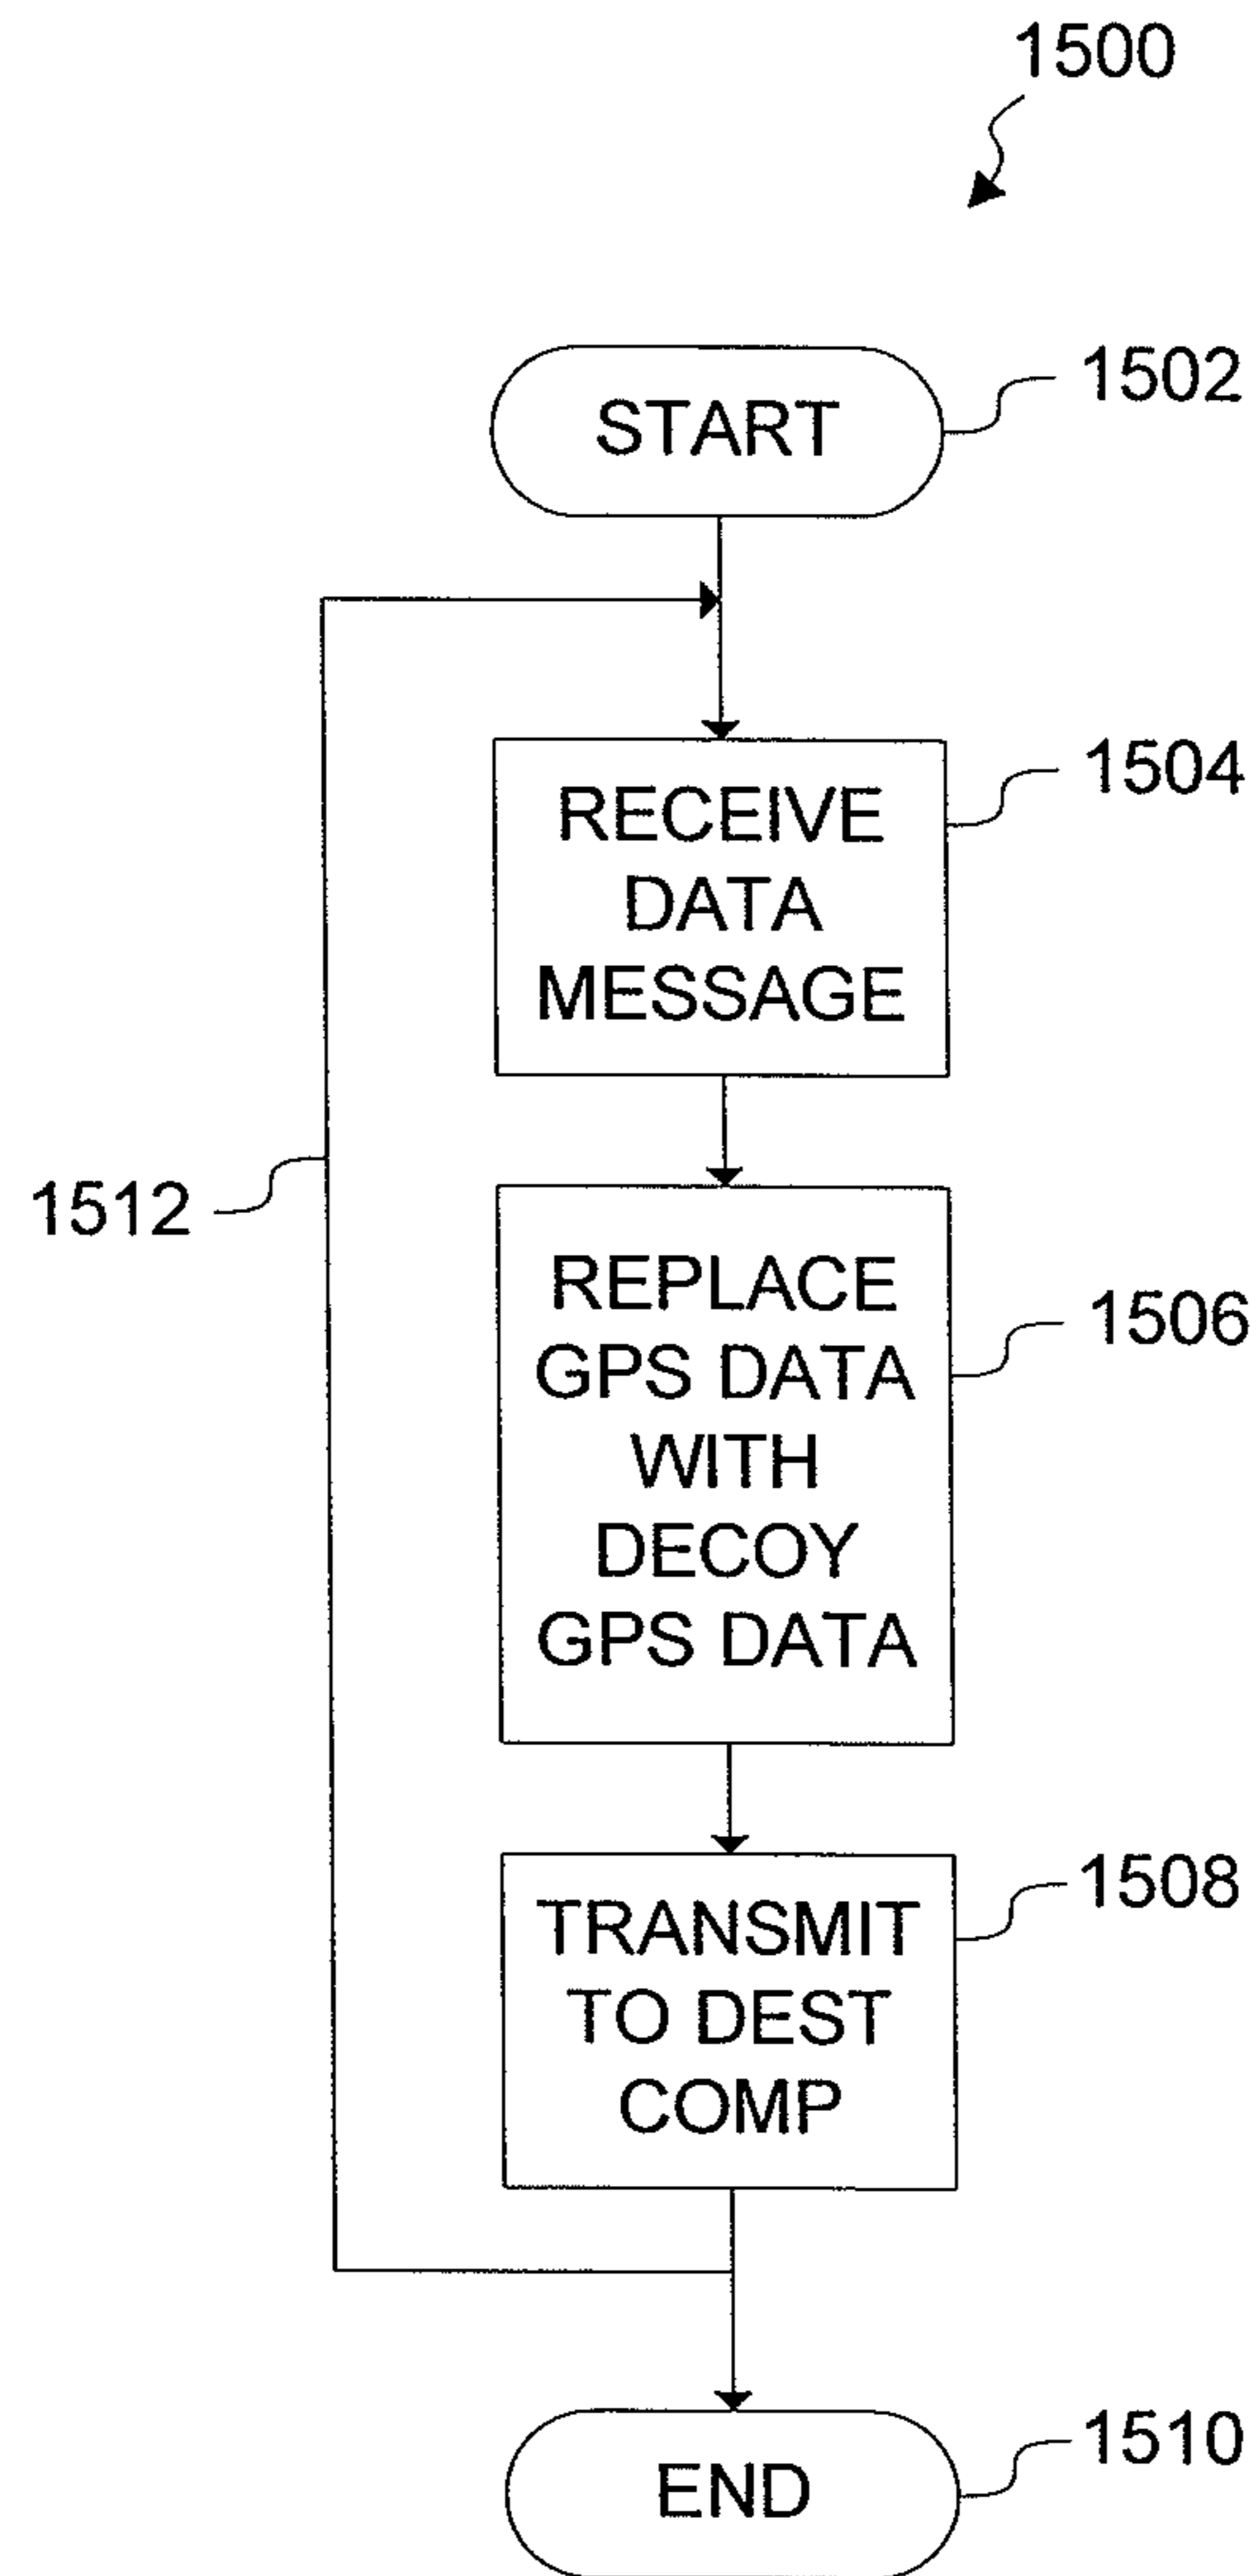 1500
START
1502
RECEIVE
DATA
MESSAGE
1504
1512
REPLACE
GPS DATA
WITH
DECOY
GPS DATA
1506
TRANSMIT
TO DEST
COMP
1508
END
1510